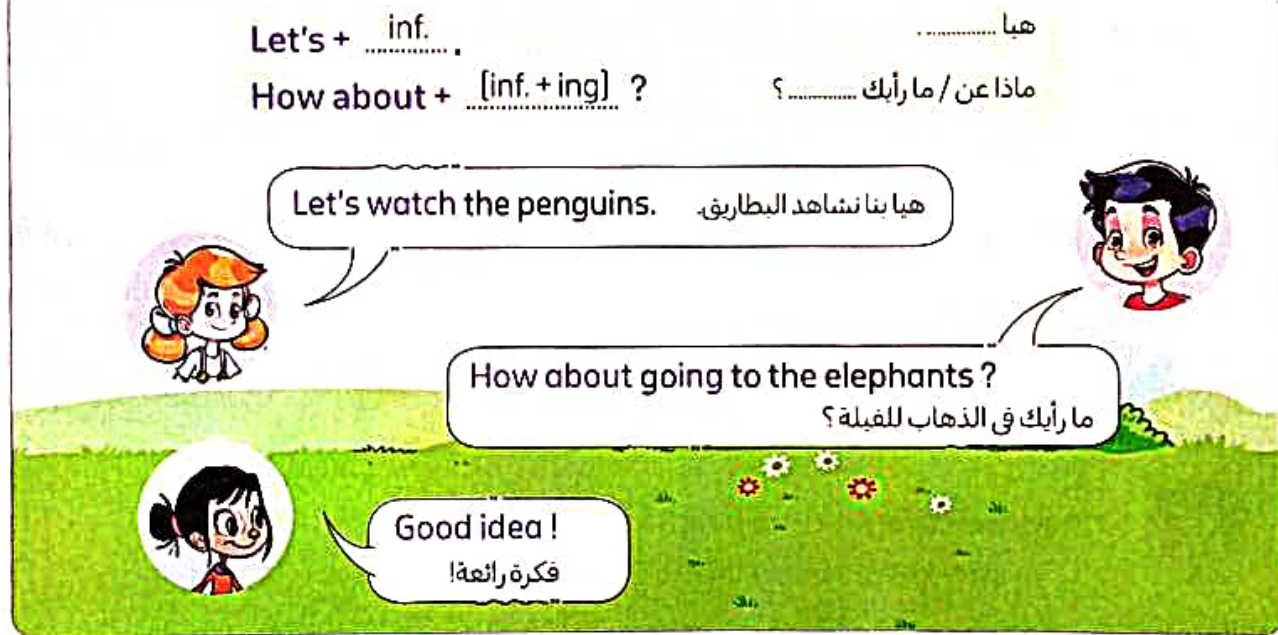 Let's + inf. .
هيا ............ .
How about + (inf. + ing) ?
ماذا عن / ما رأيك ............ ؟
Let's watch the penguins. هيا بنا نشاهد البطاريق.
How about going to the elephants ?
ما رأيك فى الذهاب للفيلة ؟
Good idea !
فكرة رائعة!